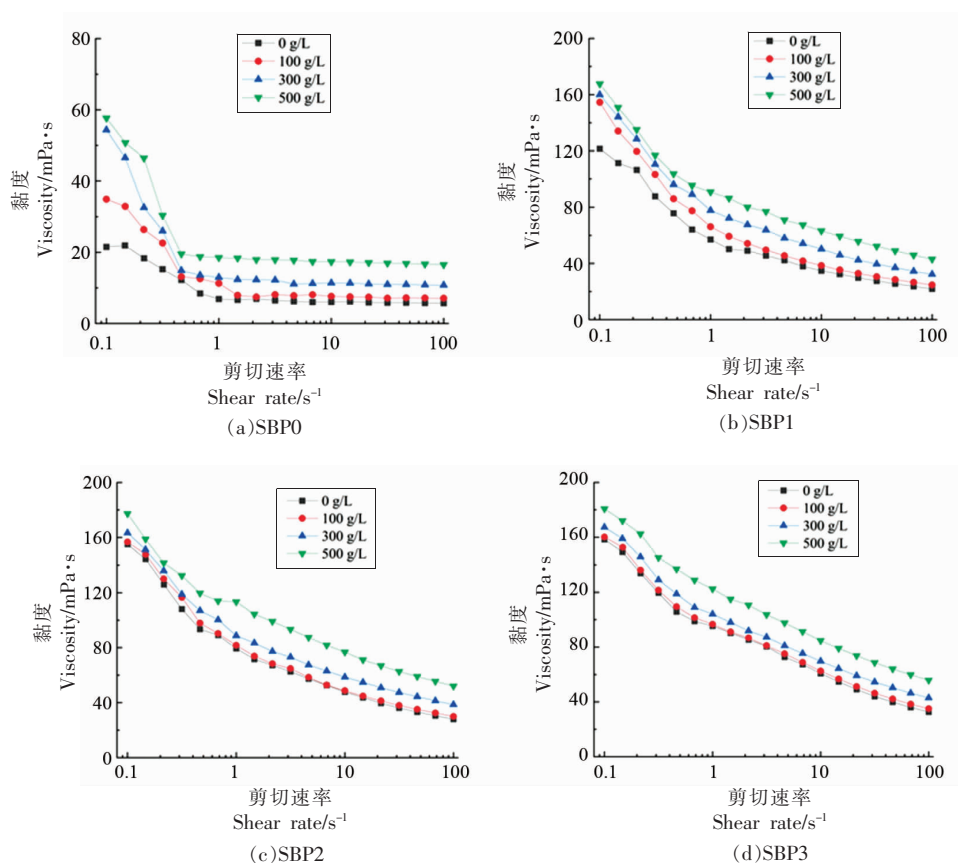 80
60
40
20
0
0.1 1 10 100
0 g/L
100 g/L
300 g/L
500 g/L
黏度
Viscosity/mPa·s
剪切速率
Shear rate/s⁻¹
(a)SBP0
200
160
120
80
40
0
0.1 1 10 100
0 g/L
100 g/L
300 g/L
500 g/L
黏度
Viscosity/mPa·s
剪切速率
Shear rate/s⁻¹
(b)SBP1
200
160
120
80
40
0
0.1 1 10 100
0 g/L
100 g/L
300 g/L
500 g/L
黏度
Viscosity/mPa·s
剪切速率
Shear rate/s⁻¹
(c)SBP2
200
160
120
80
40
0
0.1 1 10 100
0 g/L
100 g/L
300 g/L
500 g/L
黏度
Viscosity/mPa·s
剪切速率
Shear rate/s⁻¹
(d)SBP3